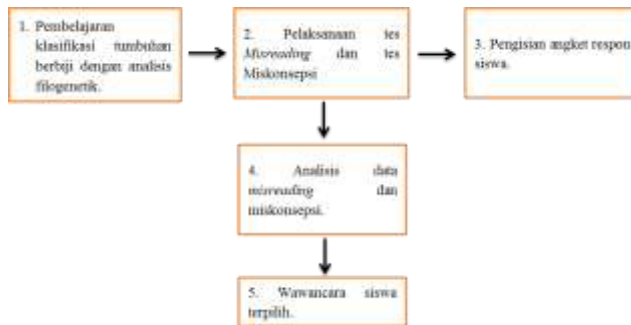 1. Pembelajaran
klasifikasi tumbuhan
berbiji dengan analisis
filogenetik.
2. Pelaksanaan tes
Misreading dan tes
Miskonsepsi
3. Pengisian angket respon
siswa.
4. Analisis data
misreading dan
miskonsepsi.
5. Wawancara siswa
terpilih.